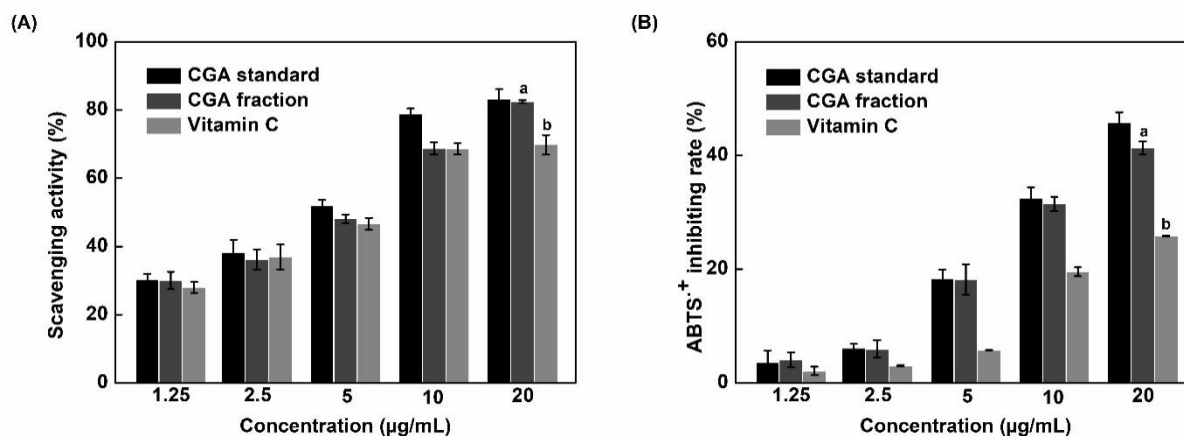 (A)
100
80
60
40
20
0
Scavenging activity (%)
CGA standard
CGA fraction
Vitamin C
a
b
1.25 2.5 5 10 20
Concentration (µg/mL)
(B)
60
40
20
0
ABTS·+ inhibiting rate (%)
CGA standard
CGA fraction
Vitamin C
a
b
1.25 2.5 5 10 20
Concentration (µg/mL)